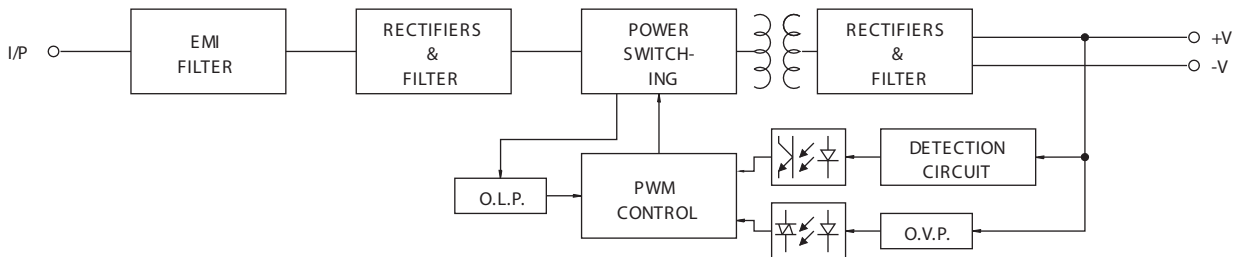 I/P
EMI
FILTER
RECTIFIERS
&
FILTER
POWER
SWITCH-
ING
RECTIFIERS
&
FILTER
+V
-V
O.L.P.
PWM
CONTROL
DETECTION
CIRCUIT
O.V.P.